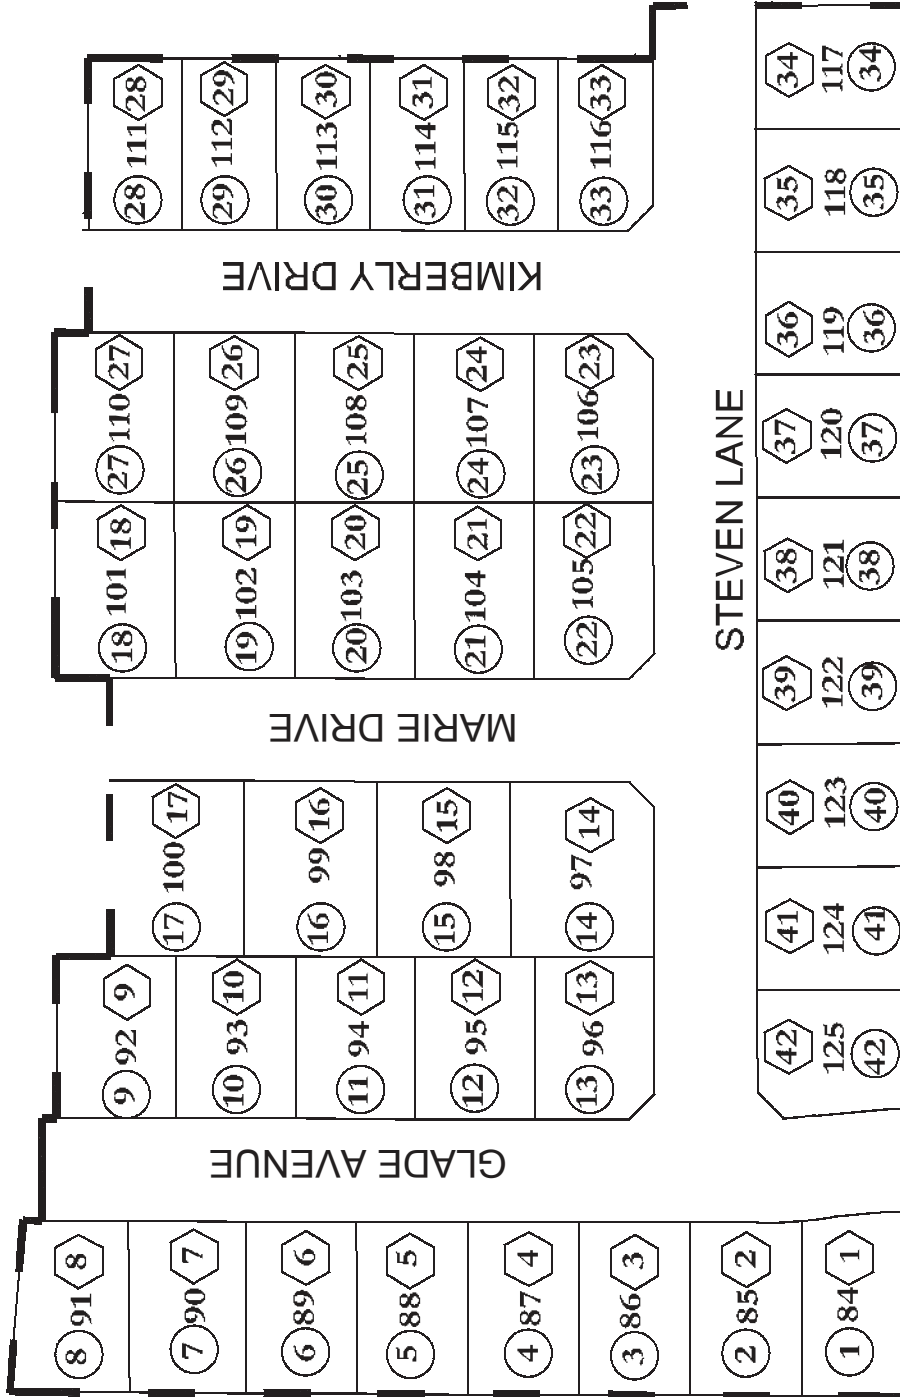 28 111 28
29 112 29
30 113 30
31 114 31
32 115 32
33 116 33
KIMBERLY DRIVE
27 110 27
26 109 26
25 108 25
24 107 24
23 106 23
18 101 18
19 102 19
20 103 20
21 104 21
22 105 22
MARIE DRIVE
17 100 17
16 99 16
15 98 15
14 97 14
9 92 9
10 93 10
11 94 11
12 95 12
13 96 13
GLADE AVENUE
8 91 8
7 90 7
6 89 6
5 88 5
4 87 4
3 86 3
2 85 2
1 84 1
STEVEN LANE
34
117
34
35
118
35
36
119
36
37
120
37
38
121
38
39
122
39
40
123
40
41
124
41
42
125
42